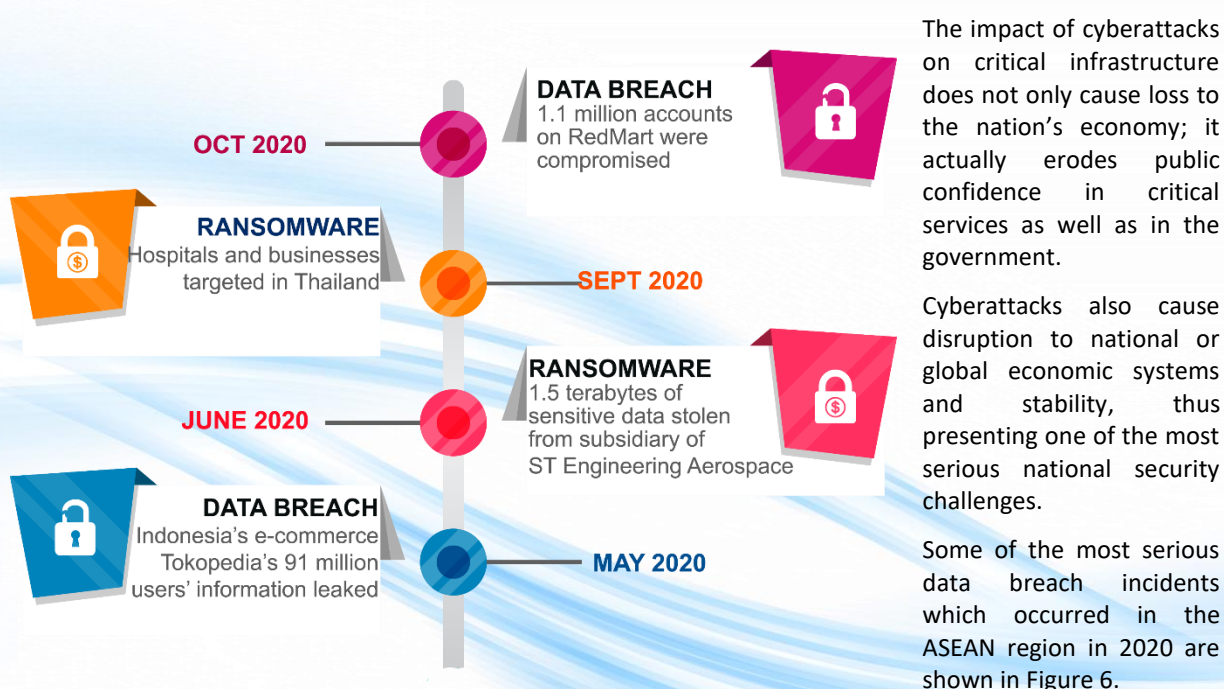 OCT 2020
DATA BREACH
1.1 million accounts
on RedMart were
compromised
RANSOMWARE
Hospitals and businesses
targeted in Thailand
SEPT 2020
JUNE 2020
RANSOMWARE
1.5 terabytes of
sensitive data stolen
from subsidiary of
ST Engineering Aerospace
DATA BREACH
Indonesia’s e-commerce
Tokopedia’s 91 million
users’ information leaked
MAY 2020
The impact of cyberattacks
on critical infrastructure
does not only cause loss to
the nation’s economy; it
actually erodes public
confidence in critical
services as well as in the
government.
Cyberattacks also cause
disruption to national or
global economic systems
and stability, thus
presenting one of the most
serious national security
challenges.
Some of the most serious
data breach incidents
which occurred in the
ASEAN region in 2020 are
shown in Figure 6.